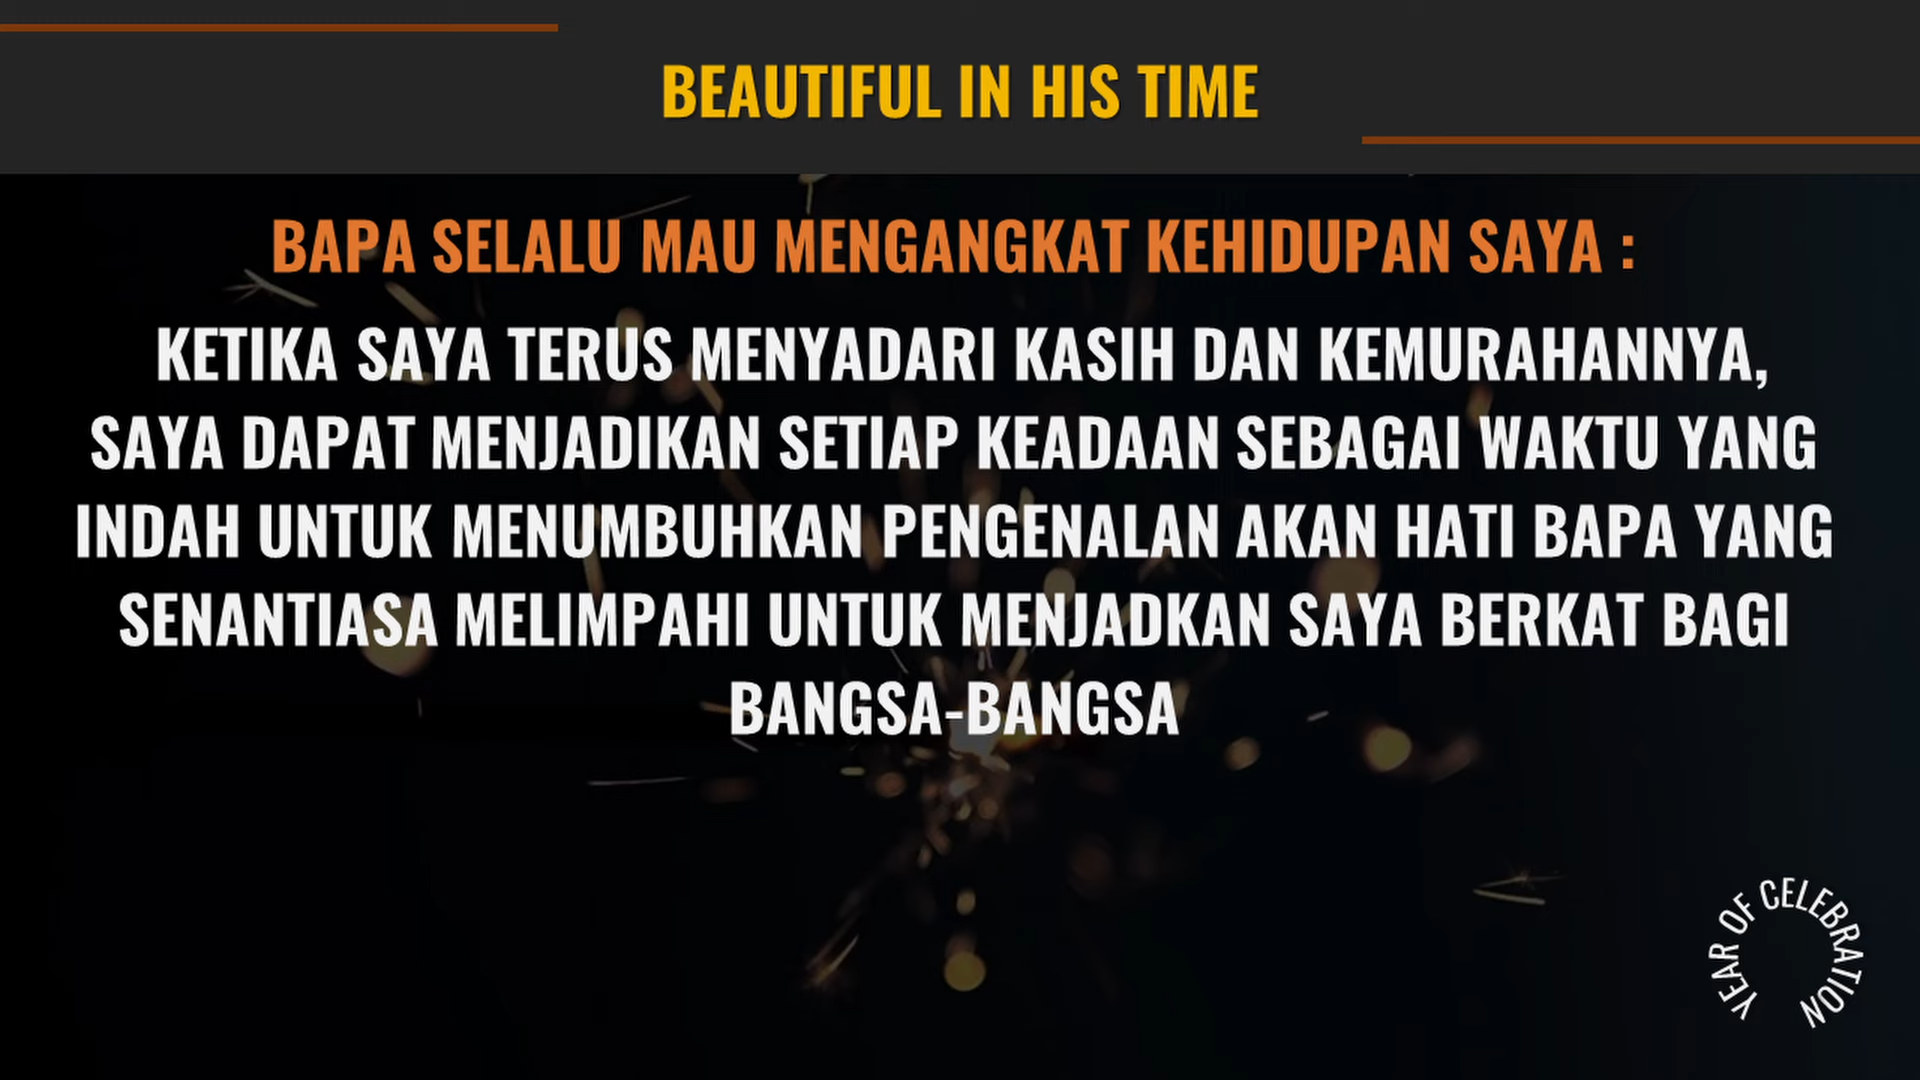 BEAUTIFUL IN HIS TIME
BAPA SELALU MAU MENGANGKAT KEHIDUPAN SAYA :
KETIKA SAYA TERUS MENYADARI KASIH DAN KEMURAHANNYA,
SAYA DAPAT MENJADIKAN SETIAP KEADAAN SEBAGAI WAKTU YANG
INDAH UNTUK MENUMBUHKAN PENGENALAN AKAN HATI BAPA YANG
SENANTIASA MELIMPAHI UNTUK MENJADKAN SAYA BERKAT BAGI
BANGSA-BANGSA
YEAR OF CELEBRATION